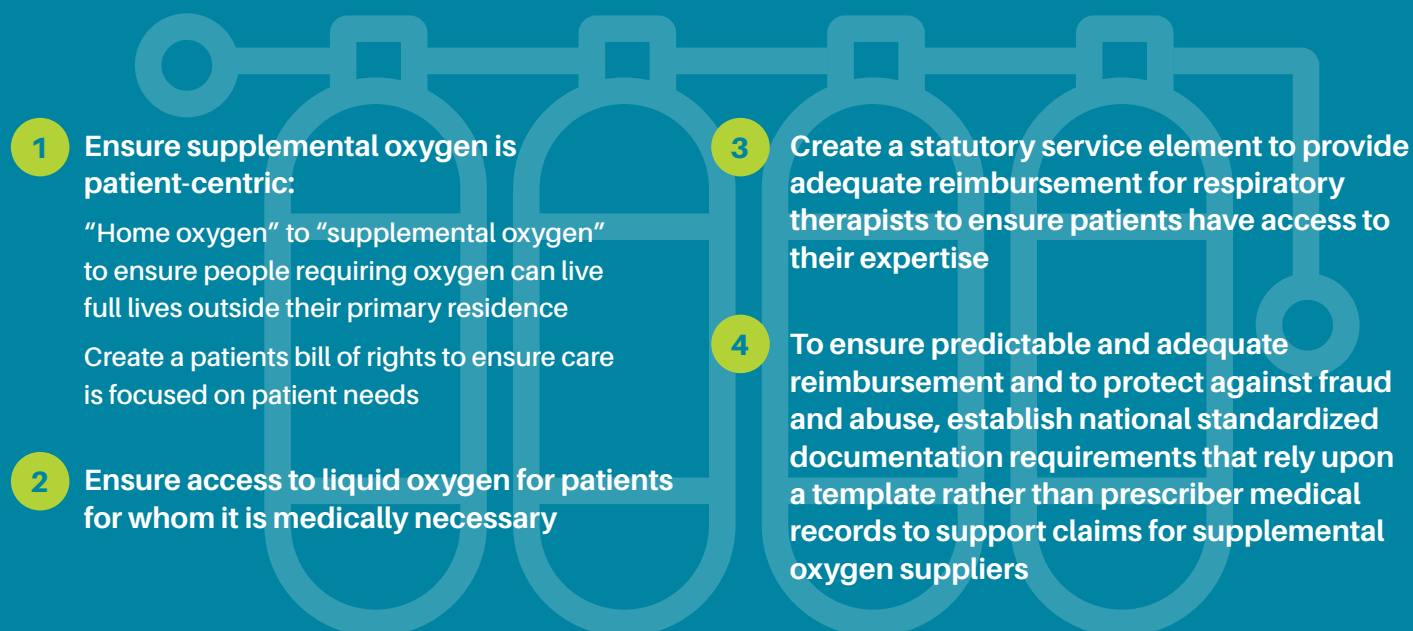 1
Ensure supplemental oxygen is
patient-centric:
“Home oxygen” to “supplemental oxygen”
to ensure people requiring oxygen can live
full lives outside their primary residence
Create a patients bill of rights to ensure care
is focused on patient needs
2
Ensure access to liquid oxygen for patients
for whom it is medically necessary
3
Create a statutory service element to provide
adequate reimbursement for respiratory
therapists to ensure patients have access to
their expertise
4
To ensure predictable and adequate
reimbursement and to protect against fraud
and abuse, establish national standardized
documentation requirements that rely upon
a template rather than prescriber medical
records to support claims for supplemental
oxygen suppliers